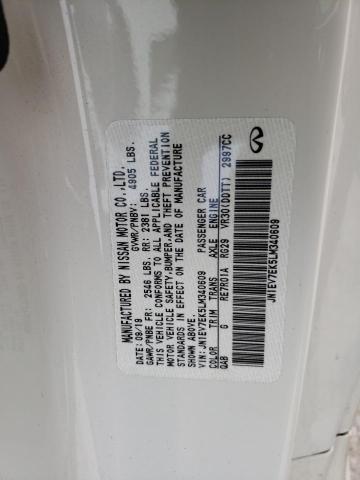 MANUFACTURED BY NISSAN MOTOR CO.,LTD.
DATE: 09/19 GVWR/PNBV: 4905 LBS.
GAWR/PNBE FR: 2546 LBS. RR: 2381 LBS.
THIS VEHICLE CONFORMS TO ALL APPLICABLE FEDERAL
MOTOR VEHICLE SAFETY,BUMPER,AND THEFT PREVENTION
STANDARDS IN EFFECT ON THE DATE OF MANUFACTURE
SHOWN ABOVE.
VIN: JN1EV7EK5LM340609 PASSENGER CAR
COLOR TRIM TRANS AXLE ENGINE
QAB G RE7R01A RG29 VR30(DDTT) 2997CC
JN1EV7EK5LM340609